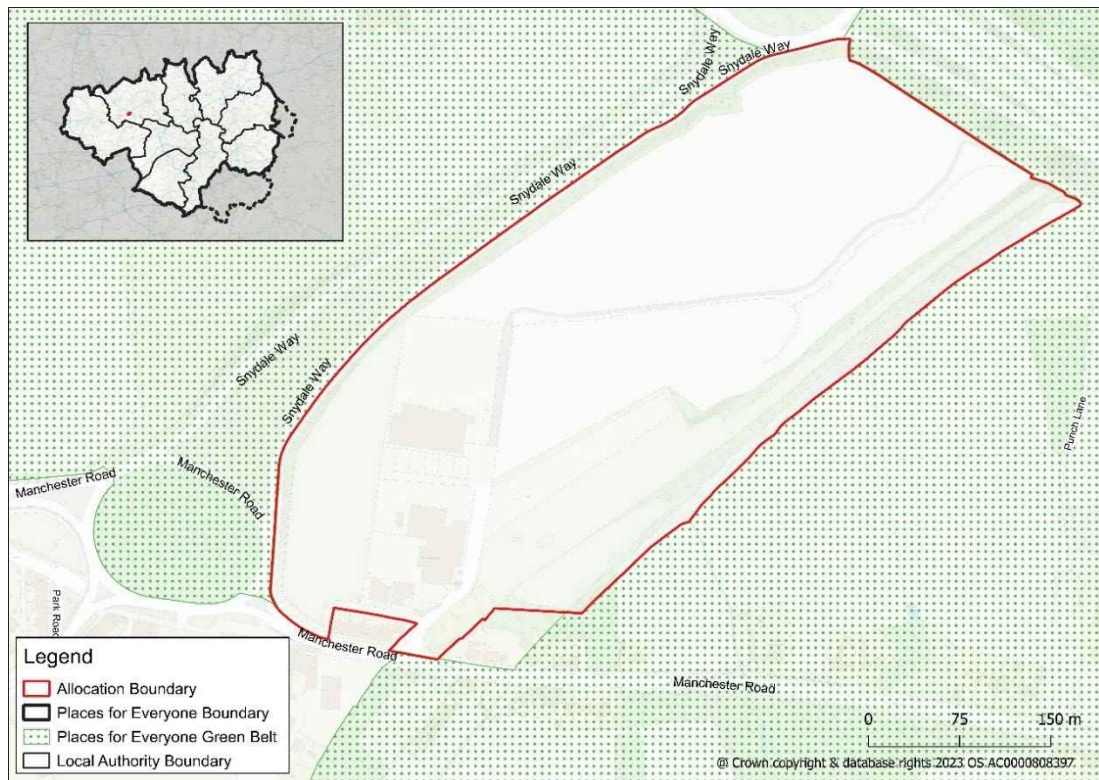 Snydale Way
Snydale Way
Snydale Way
Snydale Way
Snydale Way
Punch Lane
Manchester Road
Manchester Road
Park Road
Manchester Road
Manchester Road
Legend
Allocation Boundary
Places for Everyone Boundary
Places for Everyone Green Belt
Local Authority Boundary
0 75 150 m
@ Crown copyright & database rights 2023 OS AC0000808397